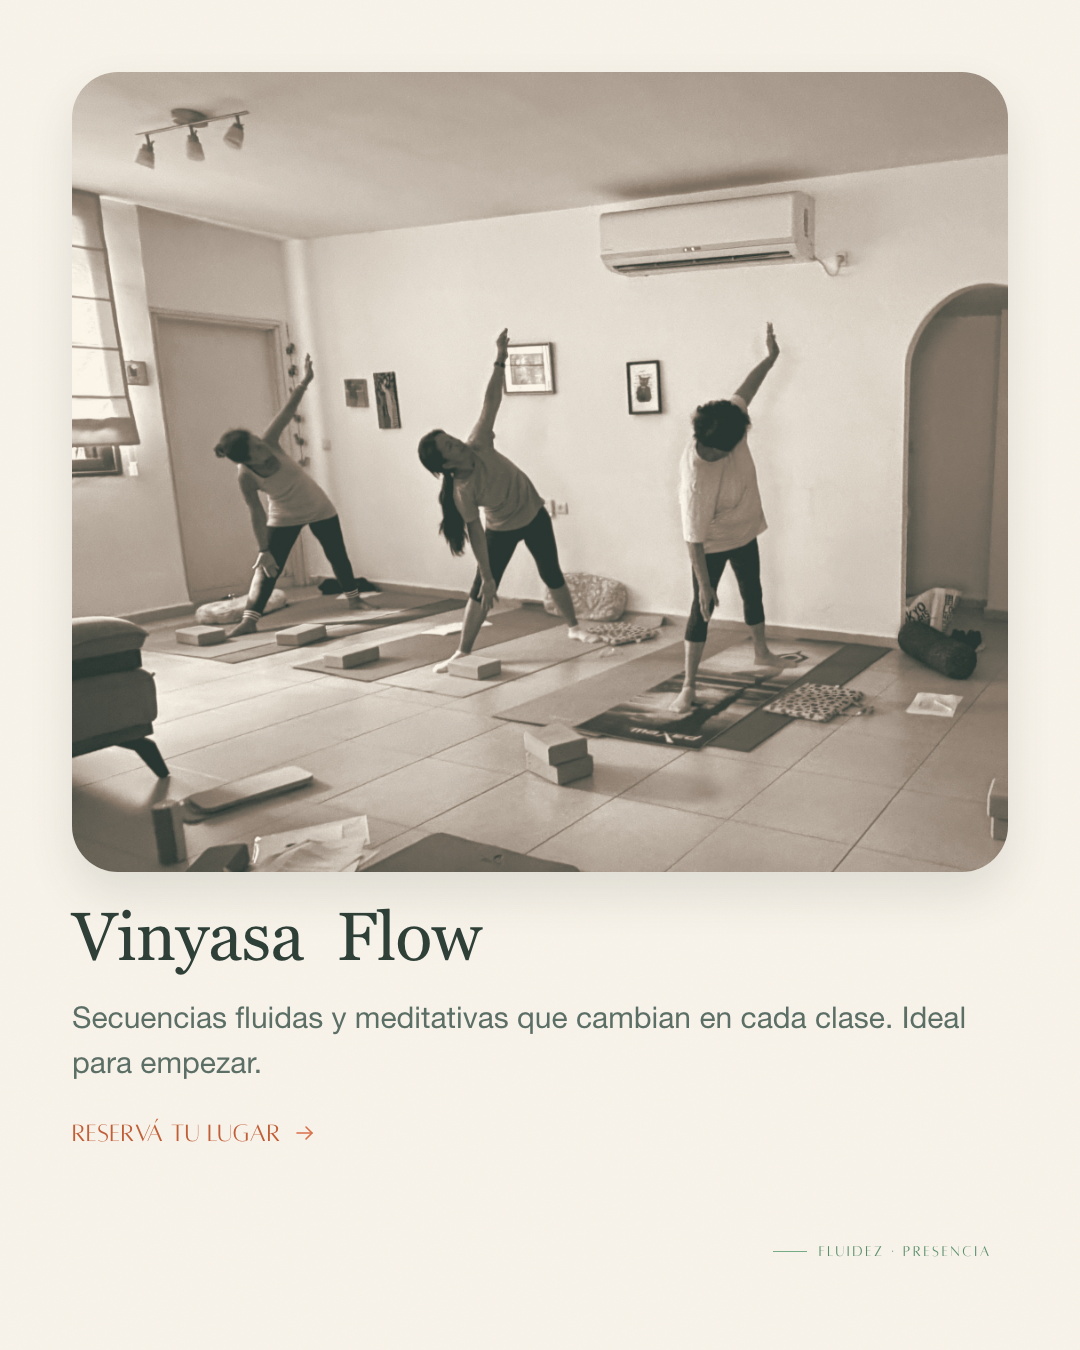 Vinyasa Flow
Secuencias fluidas y meditativas que cambian en cada clase. Ideal
para empezar.
RESERVÁ TU LUGAR →
FLUIDEZ · PRESENCIA